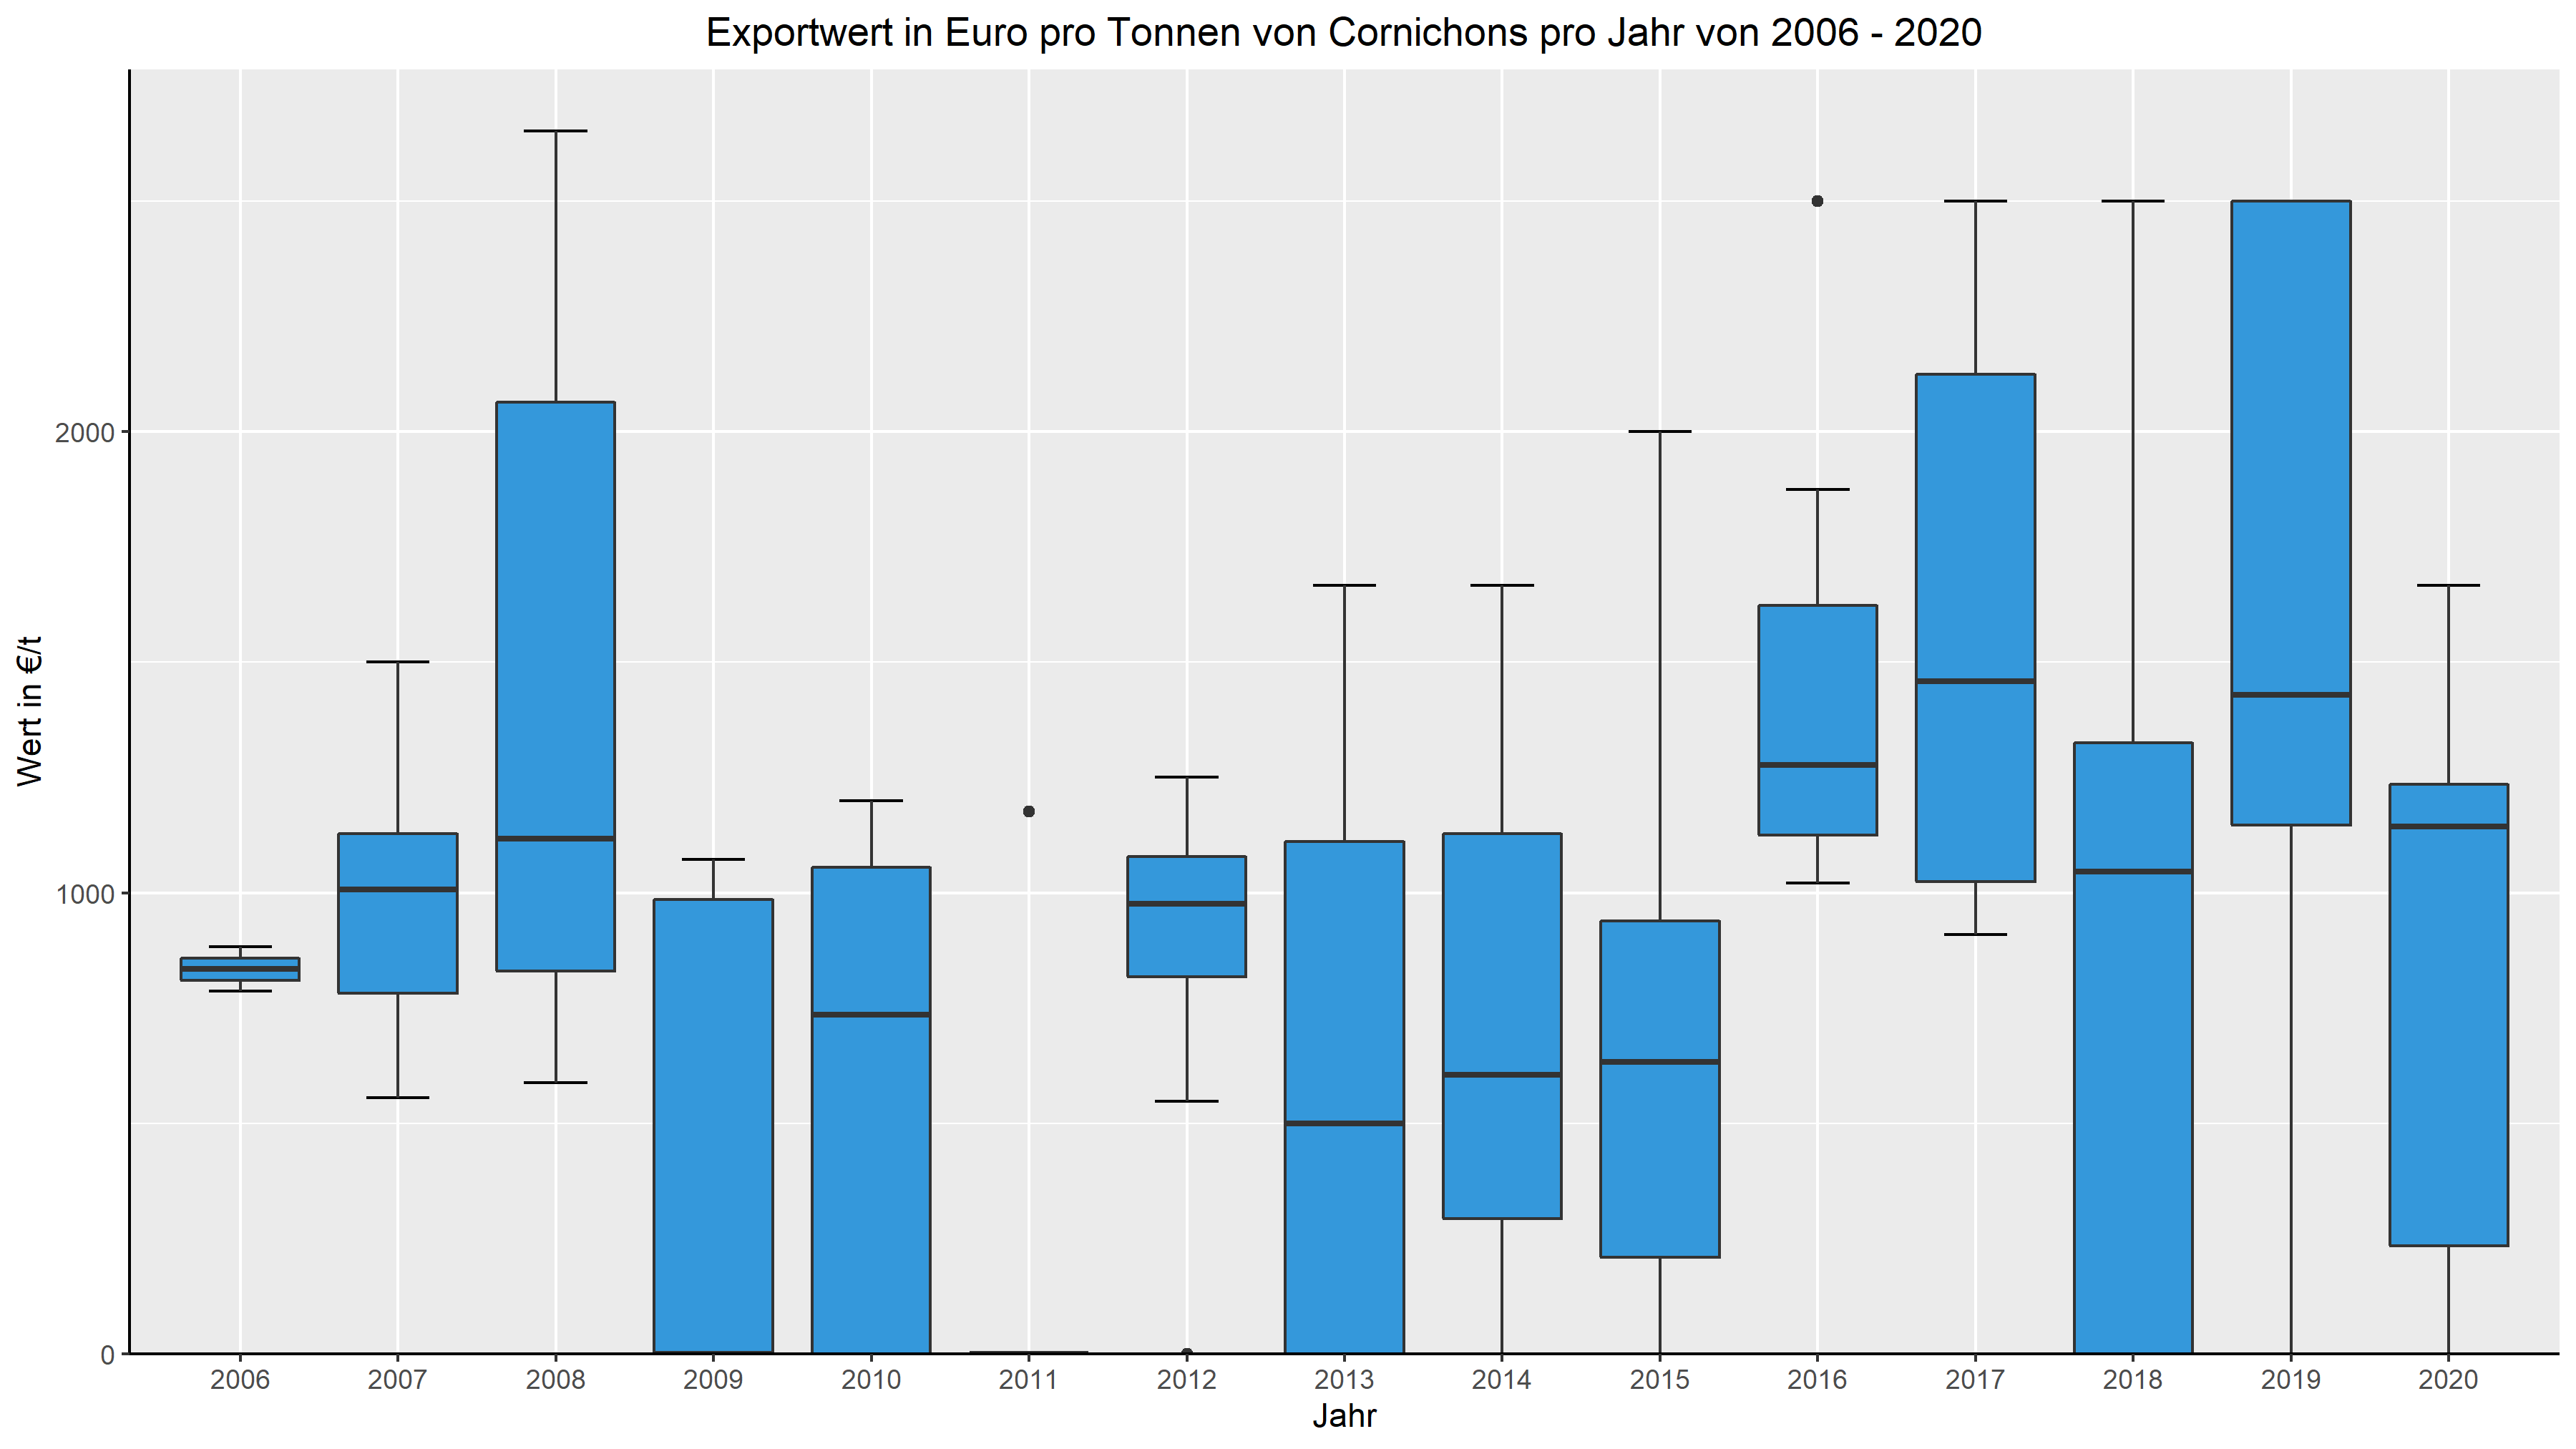 Exportwert in Euro pro Tonnen von Cornichons pro Jahr von 2006 - 2020
Wert in €/t
2000
1000
0
2006 2007 2008 2009 2010 2011 2012 2013 2014 2015 2016 2017 2018 2019 2020
Jahr